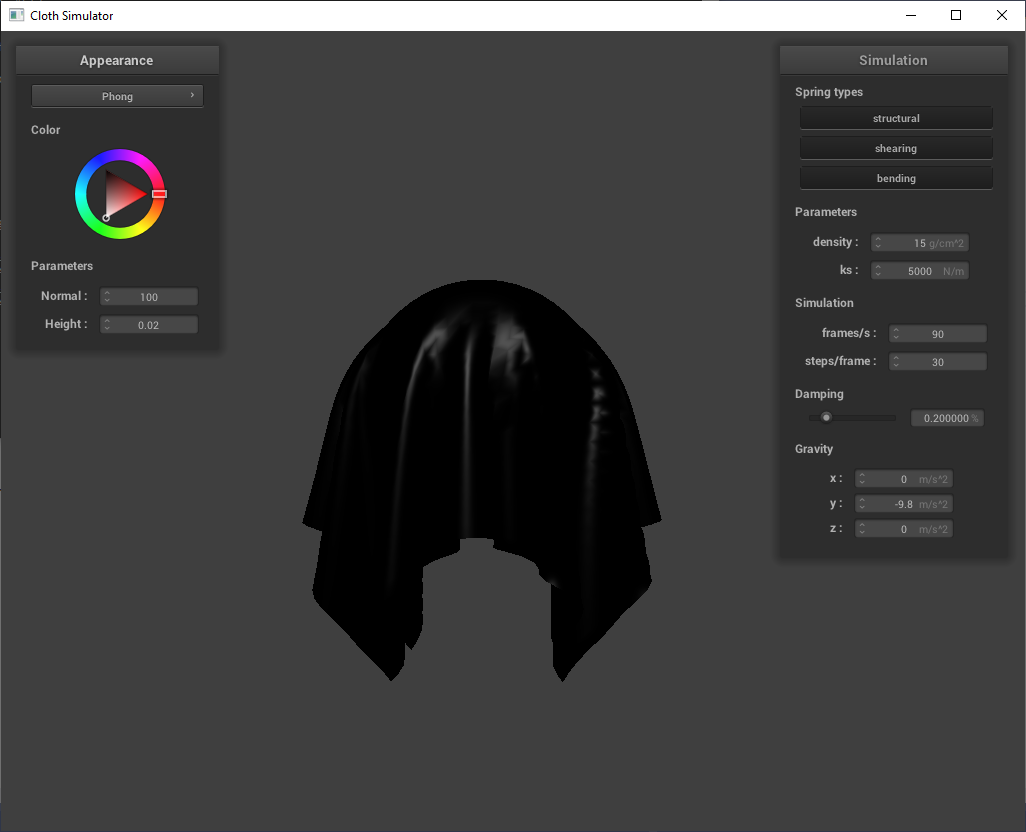 Cloth Simulator
Appearance
Phong
Color
Parameters
Normal : 100
Height : 0.02
Simulation
Spring types
structural
shearing
bending
Parameters
density : 15 g/cm^2
ks : 5000 N/m
Simulation
frames/s : 90
steps/frame : 30
Damping
0.200000 %
Gravity
x : 0 m/s^2
y : -9.8 m/s^2
z : 0 m/s^2